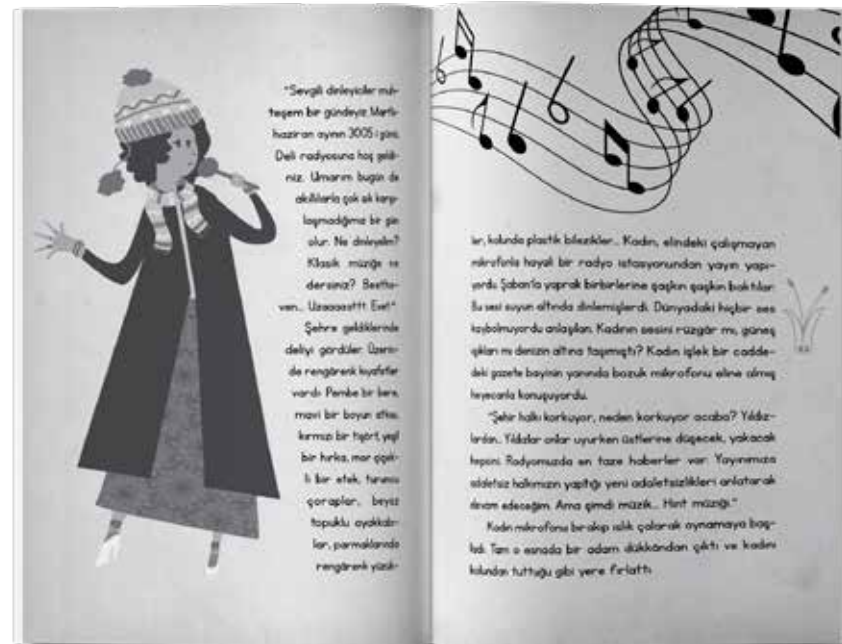 "Sevgili dinleyiciler muh-
teşem bir gündeyiz. Martı-
haziran ayının 3005'i günü.
Deli radyosuna hoş geldi-
niz. Umarım bugün de
akıllılarla çok sık karşı-
laşmadığımız bir gün
olur. Ne dinleyelim?
Klasik müziğe ne
dersiniz? Beetho-
ven...
Şehre geldiklerinde
deliyi gördüler. Üzerin-
de rengârenk kıyafetler
vardı. Pembe bir bere,
mavi bir boyun atkısı,
kırmızı bir tişört, yeşil
bir hırka, mor çiçek-
li bir etek, turuncu
çoraplar, beyaz
topuklu ayakkabı-
lar, parmaklarında
rengârenk yüzük-
ler, kolunda plastik bilezikler... Kadın, elindeki çalışmayan
mikrofonla hayali bir radyo istasyonundan yayın yapı-
yordu. Şaban'la yaprak birbirlerine şaşkın şaşkın baktılar.
Bu sesi suyun altında dinlemişlerdi. Dünyadaki hiçbir ses
kaybolmuyordu anlaşılan. Kadının sesini rüzgâr mı, güneş
ışıkları mı denizin altına taşımıştı? Kadın işlek bir cadde-
deki gazete bayinin yanında bozuk mikrofonu eline almış
heyecanla konuşuyordu.
"Şehir halkı korkuyor, neden korkuyor acaba? Yıldız-
lardan... Yıldızlar onlar uyurken üstlerine düşecek, yakacak
hepsini. Radyomuzda en taze haberler var. Yayınımıza
adaletsiz halkımızın yaptığı yeni adaletsizlikleri anlatarak
devam edeceğim. Ama şimdi müzik... Hint müziği."
Kadın mikrofonu bırakıp ıslık çalarak oynamaya baş-
ladı. Tam o esnada bir adam dükkândan çıktı ve kadını
kolundan tuttuğu gibi yere fırlattı.